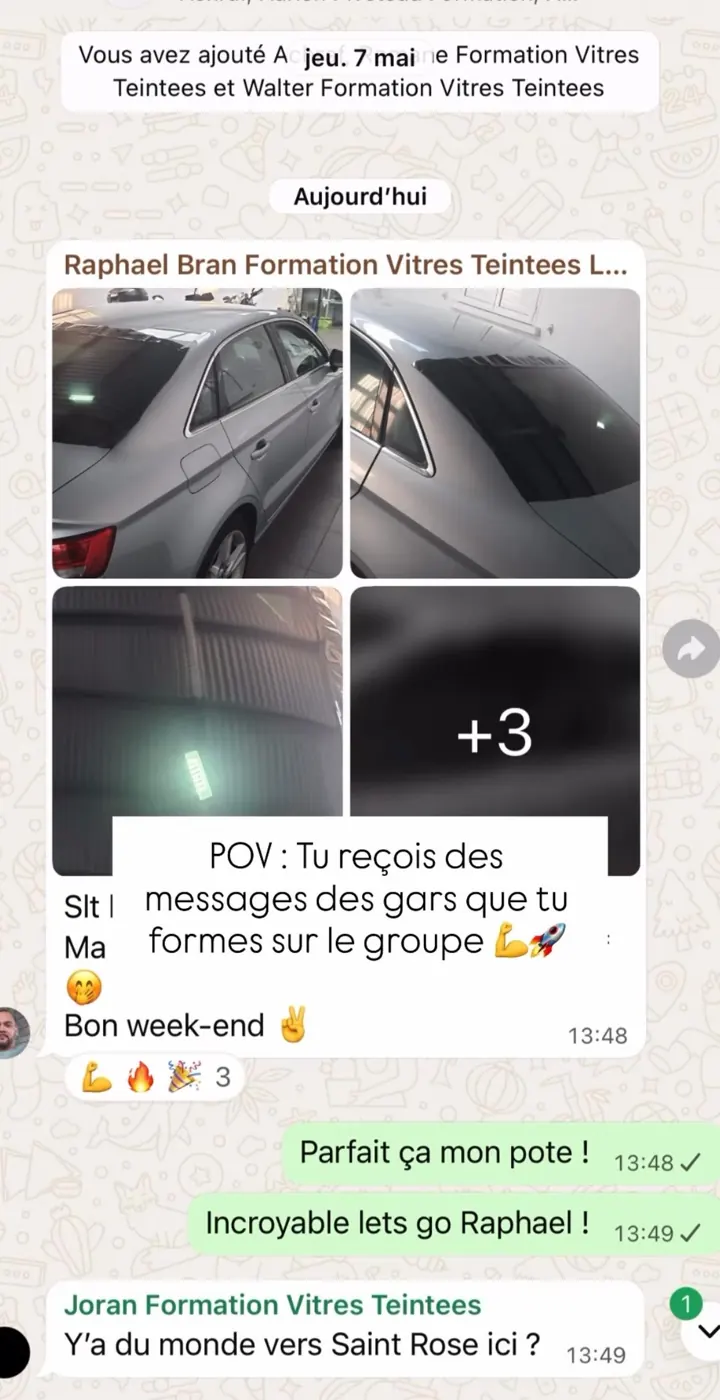 Vous avez ajouté A
jeu. 7 mai
e Formation Vitres
Teintees et Walter Formation Vitres Teintees
Aujourd'hui
Raphael Bran Formation Vitres Teintees L...
+3
POV : Tu reçois des
messages des gars que tu
formes sur le groupe 💪🚀
Slt
Ma
🤭
Bon week-end ✌️
13:48
💪 🔥 🎉 3
Parfait ça mon pote ! 13:48 ✓
Incroyable lets go Raphael ! 13:49 ✓
1
Joran Formation Vitres Teintees
Y'a du monde vers Saint Rose ici ? 13:49